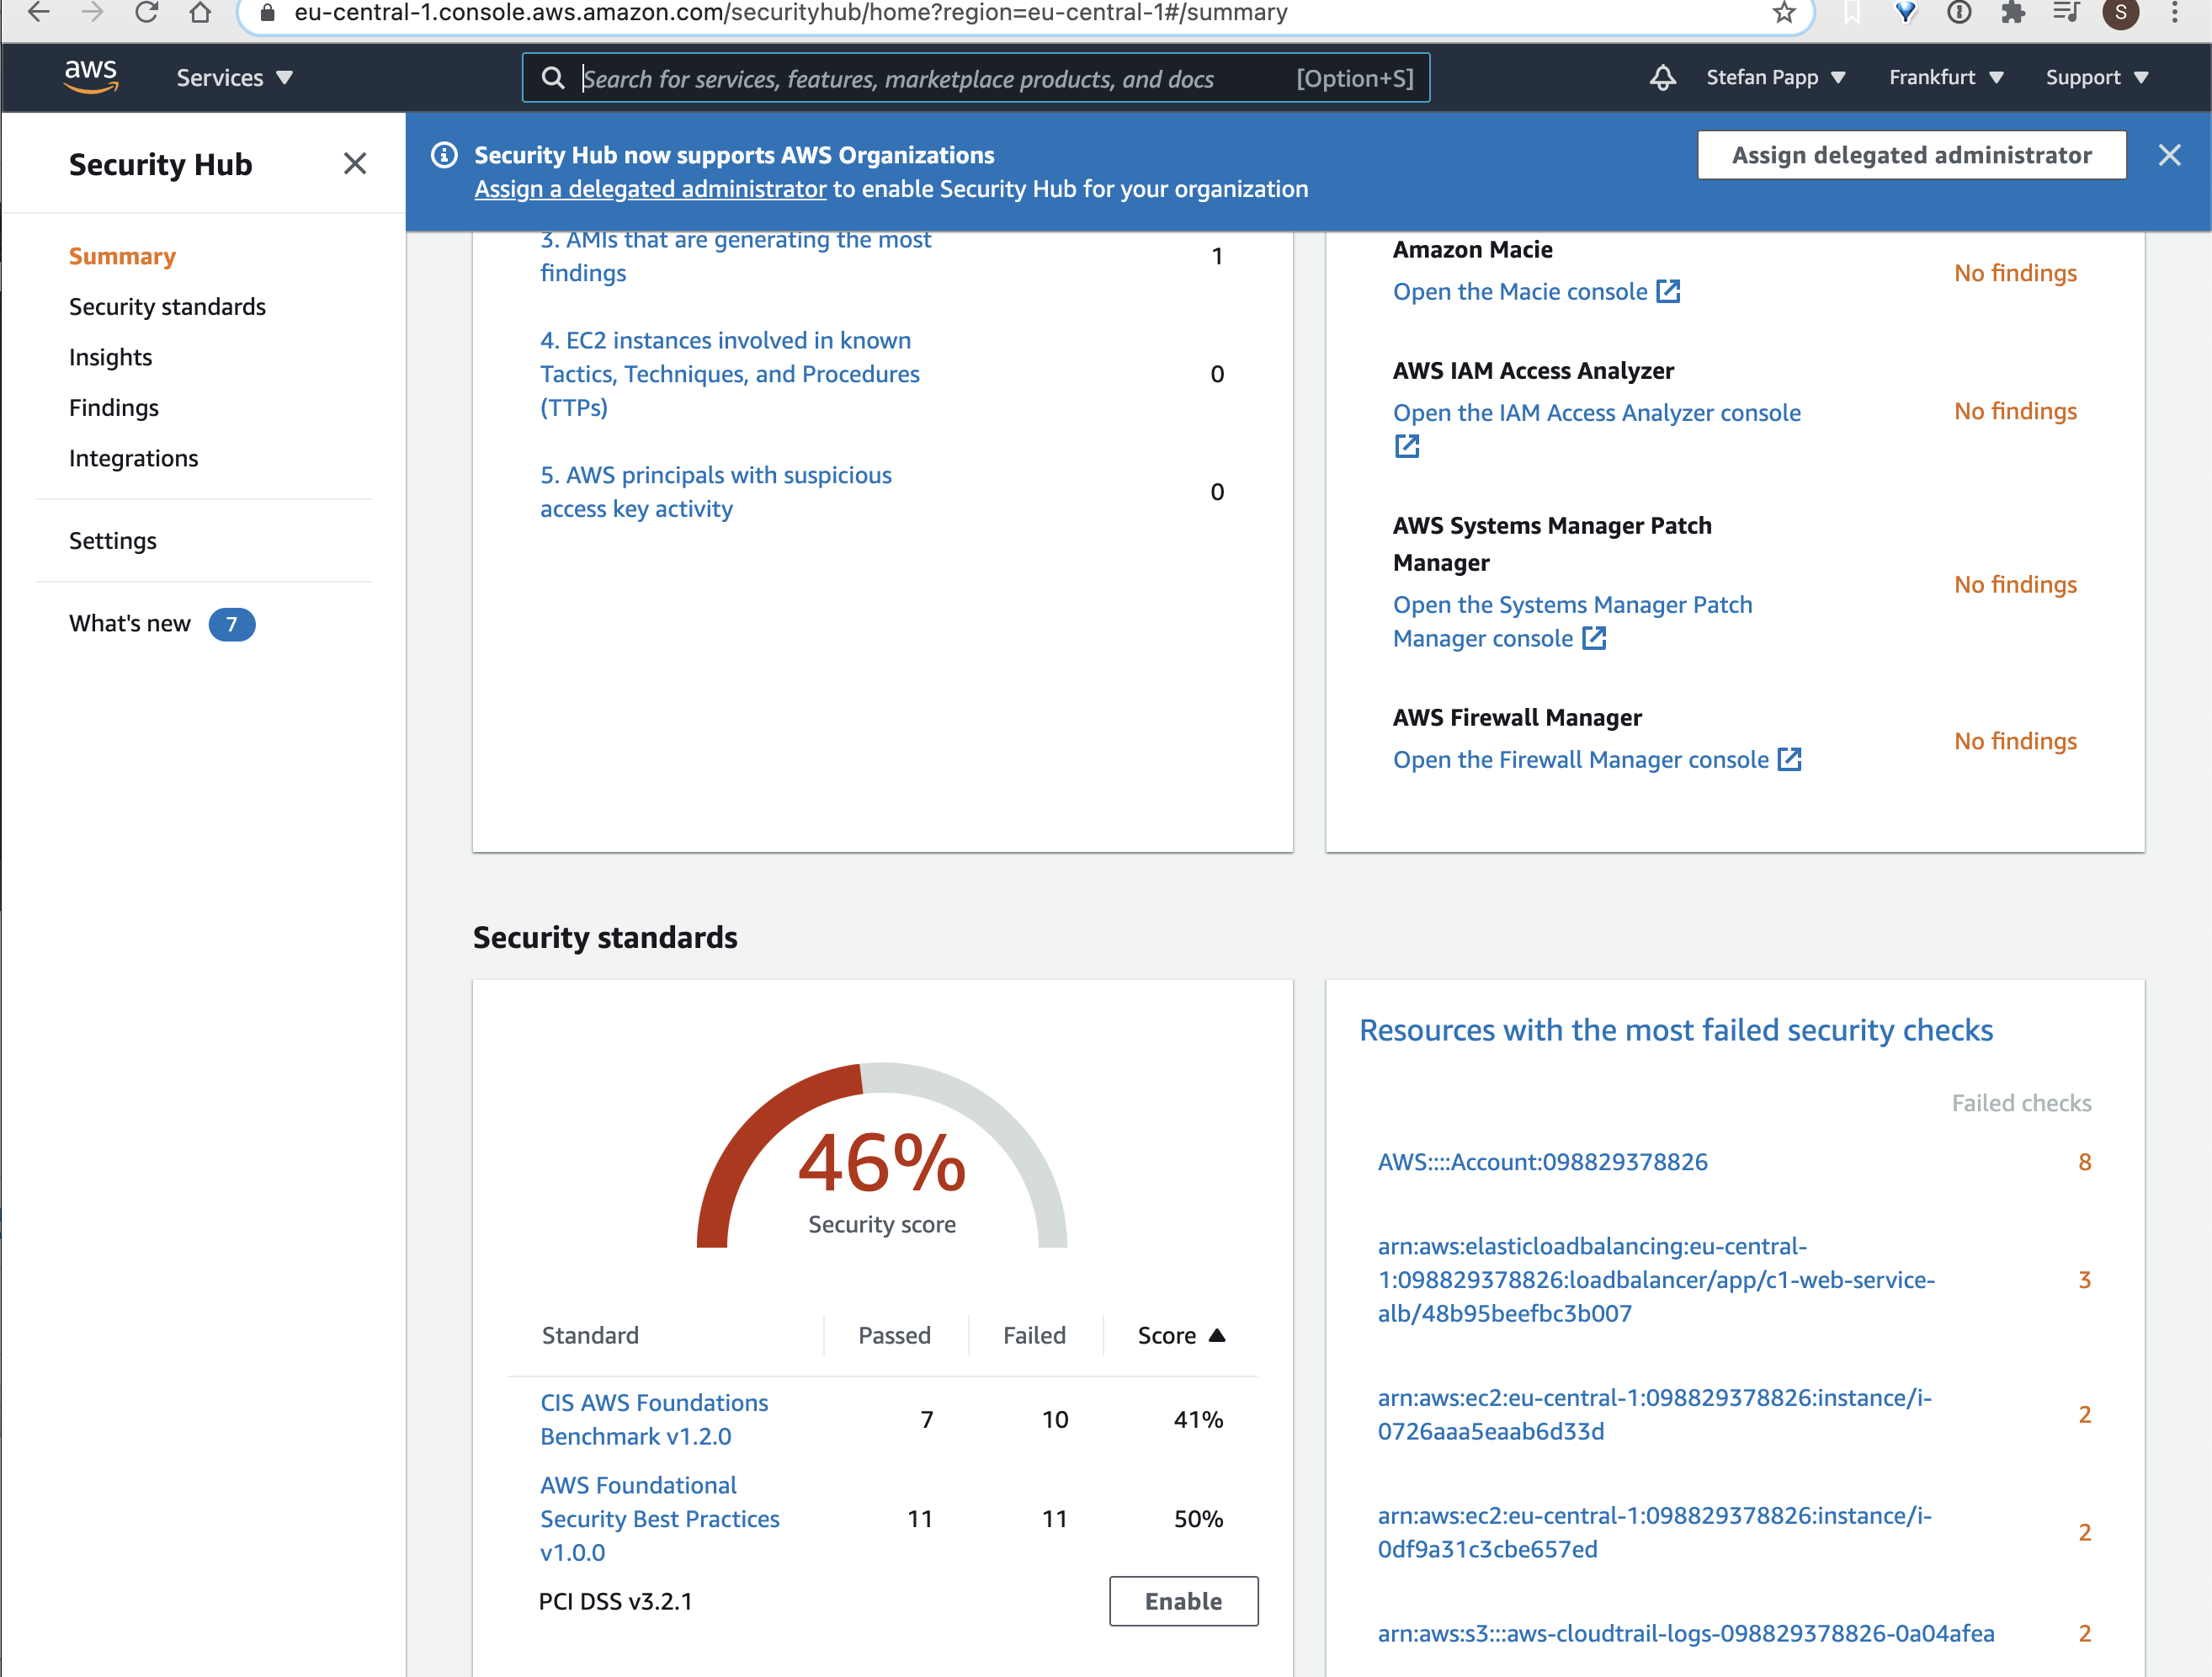 eu-central-1.console.aws.amazon.com/securityhub/home?region=eu-central-1#/summary
S
aws
Services
Search for services, features, marketplace products, and docs
[Option+S]
Stefan Papp
Frankfurt
Support
Security Hub
Summary
Security standards
Insights
Findings
Integrations
Settings
What's new 7
Security Hub now supports AWS Organizations
Assign a delegated administrator to enable Security Hub for your organization
Assign delegated administrator
3. AMIs that are generating the most
findings
1
4. EC2 instances involved in known
Tactics, Techniques, and Procedures
(TTPs)
0
5. AWS principals with suspicious
access key activity
0
Amazon Macie
Open the Macie console
No findings
AWS IAM Access Analyzer
Open the IAM Access Analyzer console
No findings
AWS Systems Manager Patch
Manager
Open the Systems Manager Patch
Manager console
No findings
AWS Firewall Manager
Open the Firewall Manager console
No findings
Security standards
46%
Security score
Standard Passed Failed Score
CIS AWS Foundations
Benchmark v1.2.0
7 10 41%
AWS Foundational
Security Best Practices
v1.0.0
11 11 50%
PCI DSS v3.2.1
Enable
Resources with the most failed security checks
Failed checks
AWS::::Account:098829378826
8
arn:aws:elasticloadbalancing:eu-central-
1:098829378826:loadbalancer/app/c1-web-service-
alb/48b95beefbc3b007
3
arn:aws:ec2:eu-central-1:098829378826:instance/i-
0726aaa5eaab6d33d
2
arn:aws:ec2:eu-central-1:098829378826:instance/i-
0df9a31c3cbe657ed
2
arn:aws:s3:::aws-cloudtrail-logs-098829378826-0a04afea
2